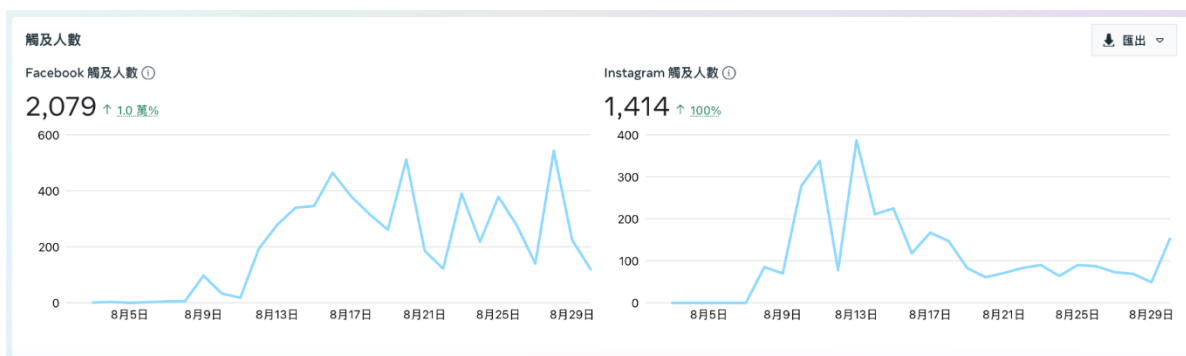 觸及人數
匯出
Facebook 觸及人數
2,079 ↑ 1.0 萬%
600
400
200
0
8月5日 8月9日 8月13日 8月17日 8月21日 8月25日 8月29日
Instagram 觸及人數
1,414 ↑ 100%
400
300
200
100
0
8月5日 8月9日 8月13日 8月17日 8月21日 8月25日 8月29日